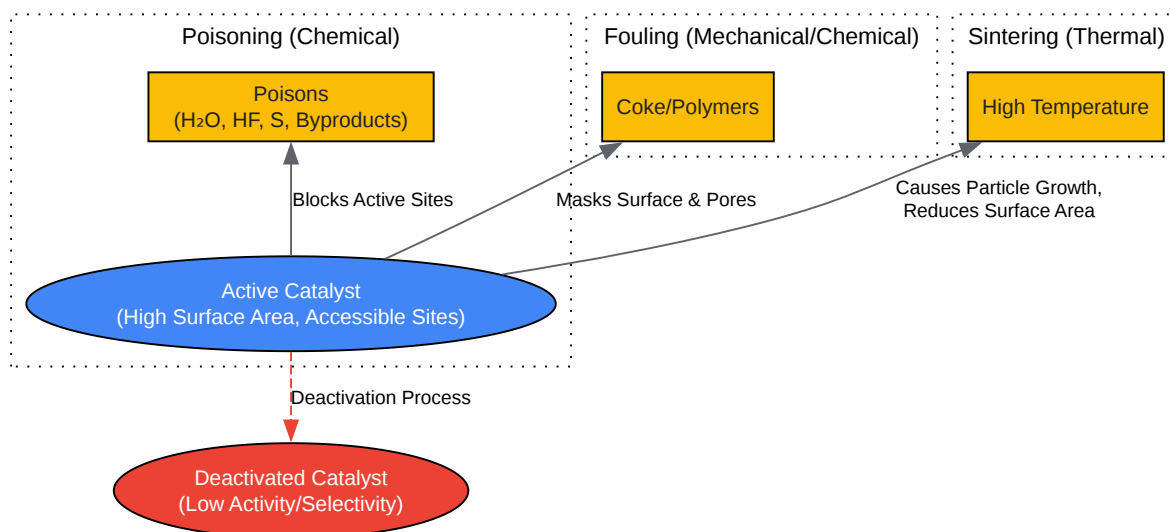 Poisoning (Chemical)
Fouling (Mechanical/Chemical)
Sintering (Thermal)
Poisons
(H₂O, HF, S, Byproducts)
Coke/Polymers
High Temperature
Blocks Active Sites
Masks Surface & Pores
Causes Particle Growth,
Reduces Surface Area
Active Catalyst
(High Surface Area, Accessible Sites)
Deactivation Process
Deactivated Catalyst
(Low Activity/Selectivity)